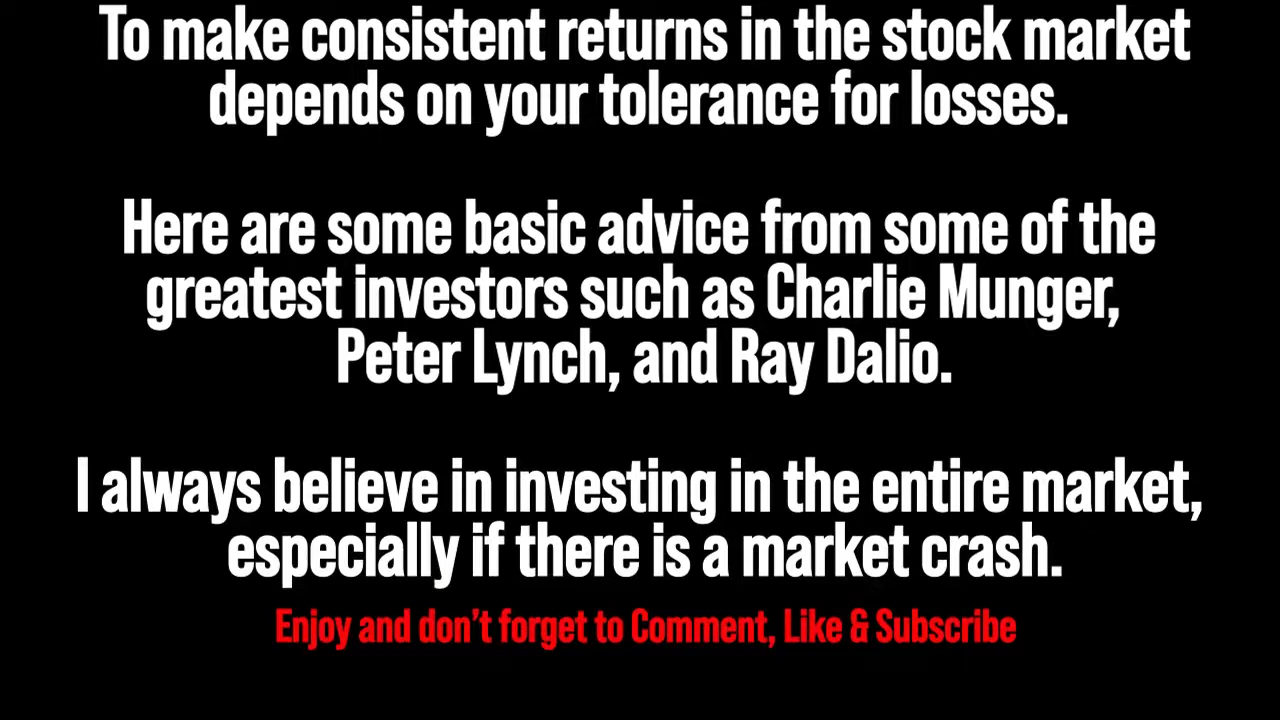 To make consistent returns in the stock market
depends on your tolerance for losses.
Here are some basic advice from some of the
greatest investors such as Charlie Munger,
Peter Lynch, and Ray Dalio.
I always believe in investing in the entire market,
especially if there is a market crash.
Enjoy and don’t forget to Comment, Like & Subscribe